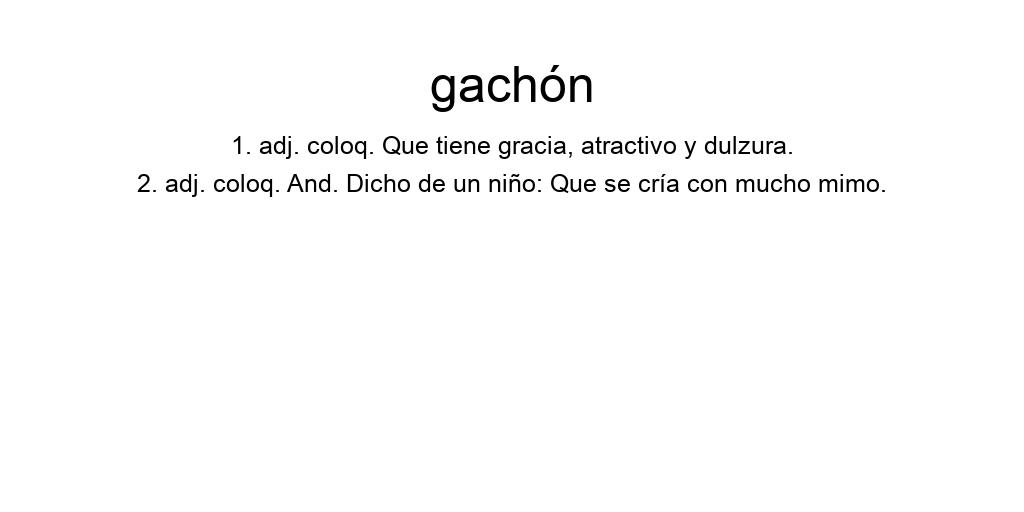 gachón
1. adj. coloq. Que tiene gracia, atractivo y dulzura.
2. adj. coloq. And. Dicho de un niño: Que se cría con mucho mimo.